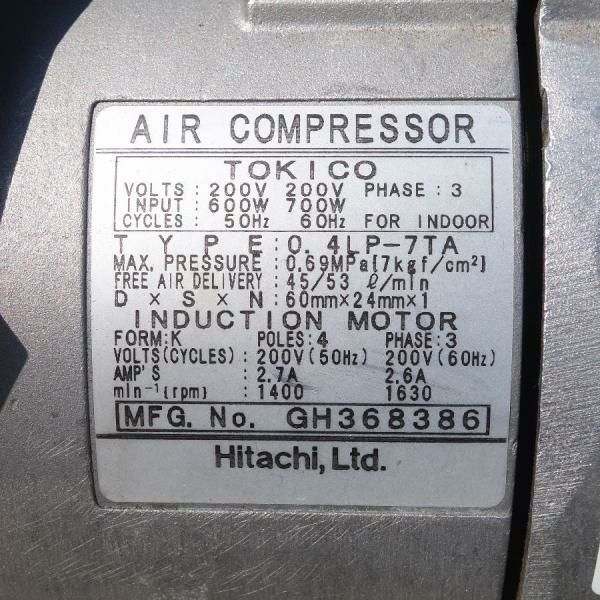 AIR COMPRESSOR
TOKICO
VOLTS : 200V 200V PHASE : 3
INPUT : 600W 700W
CYCLES : 50Hz 60Hz FOR INDOOR
TYPE : 0.4LP-7TA
MAX. PRESSURE : 0.69MPa{7kgf/cm²}
FREE AIR DELIVERY : 45/53 ℓ/min
D × S × N : 60mm×24mm×1
INDUCTION MOTOR
FORM:K POLES:4 PHASE:3
VOLTS(CYCLES) : 200V(50Hz) 200V(60Hz)
AMP'S : 2.7A 2.6A
min⁻¹{rpm} : 1400 1630
MFG. No. GH368386
Hitachi, Ltd.